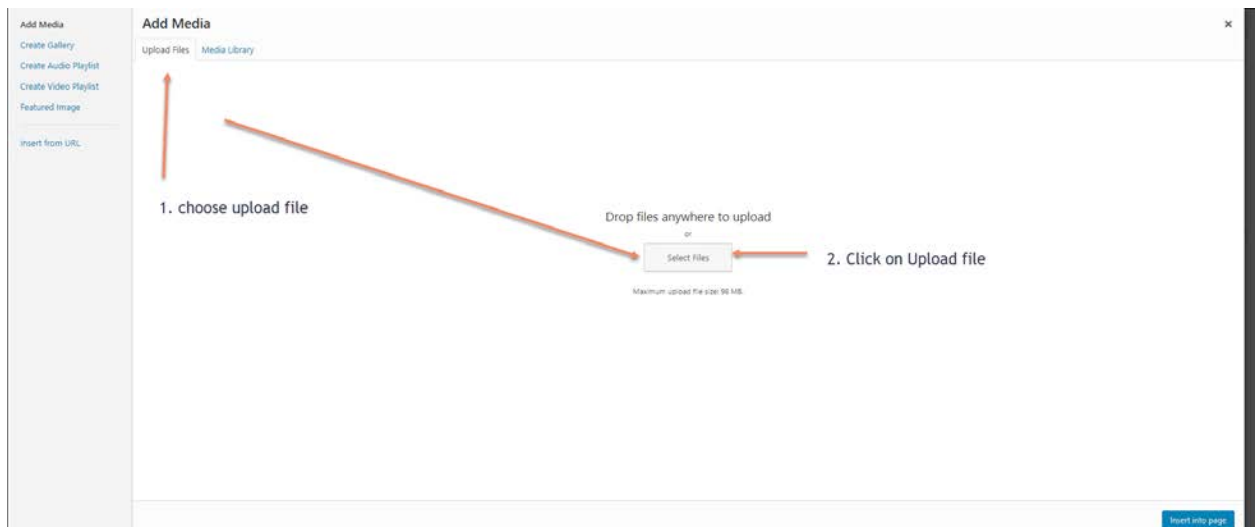 Add Media
Create Gallery
Create Audio Playlist
Create Video Playlist
Featured Image
Insert from URL
Add Media
×
Upload Files
Media Library
1. choose upload file
Drop files anywhere to upload
or
Select Files
2. Click on Upload file
Maximum upload file size: 98 MB.
Insert into page